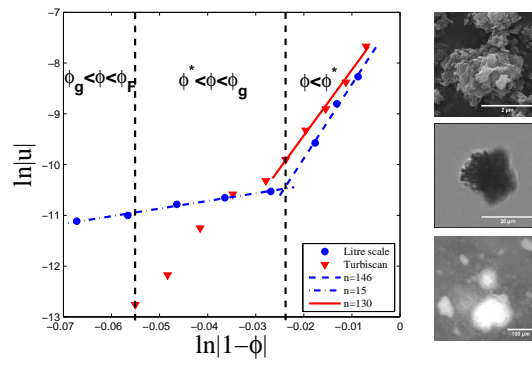 -7
-8
-9
-10
-11
-12
-13
ln|u|
ϕg<ϕ<ϕF
ϕ*<ϕ<ϕg
ϕ<ϕ*
Litre scale
Turbiscan
n=146
n=15
n=130
-0.07 -0.06 -0.05 -0.04 -0.03 -0.02 -0.01 0
ln|1-ϕ|
2 μm
20 μm
100 μm